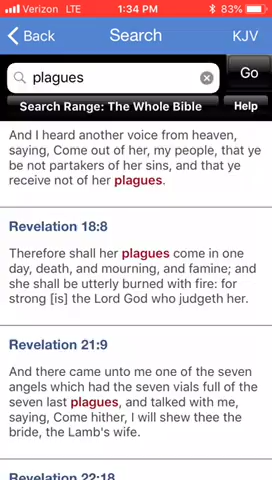 Verizon LTE 1:34 PM 83%
Back Search KJV
plagues Go
Search Range: The Whole Bible Help
And I heard another voice from heaven,
saying, Come out of her, my people, that ye
be not partakers of her sins, and that ye
receive not of her plagues.
Revelation 18:8
Therefore shall her plagues come in one
day, death, and mourning, and famine; and
she shall be utterly burned with fire: for
strong [is] the Lord God who judgeth her.
Revelation 21:9
And there came unto me one of the seven
angels which had the seven vials full of the
seven last plagues, and talked with me,
saying, Come hither, I will shew thee the
bride, the Lamb's wife.
Revelation 22:18